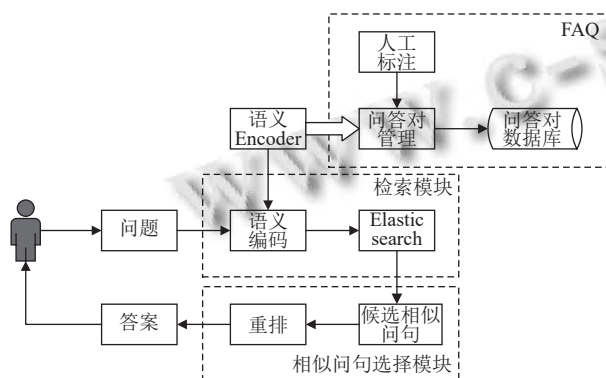 FAQ
人工
标注
语义
Encoder
问答对
管理
问答对
数据库
检索模块
问题
语义
编码
Elastic
search
答案
重排
候选相似
问句
相似问句选择模块
www.c-s